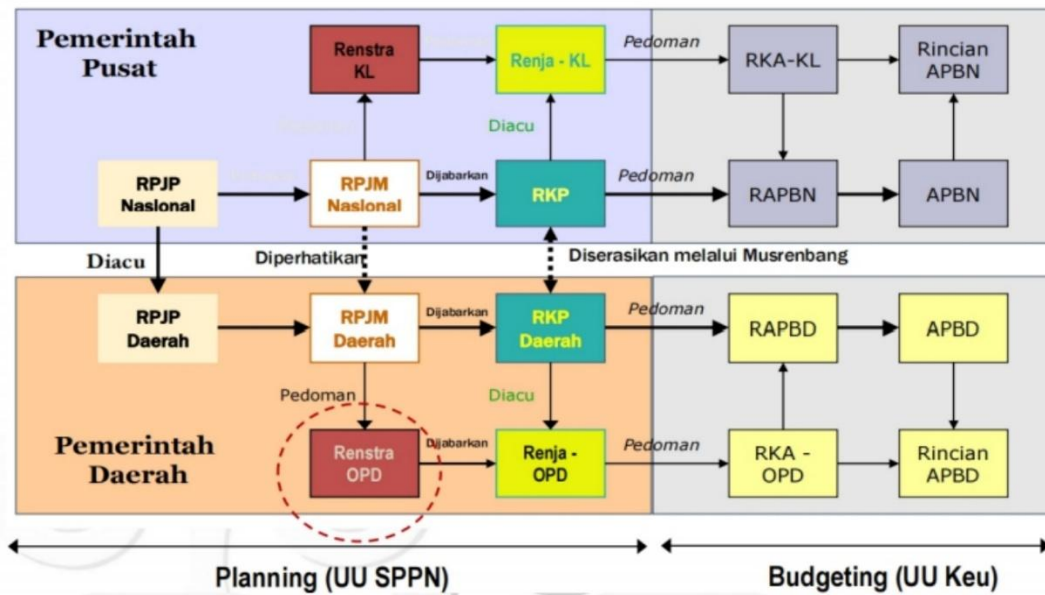 Pemerintah
Pusat
Renstra
KL
Renja - KL
Pedoman
RKA-KL
Rincian
APBN
Diacu
RPJP
Nasional
RPJM
Nasional
Dijabarkan
RKP
Pedoman
RAPBN
APBN
Diacu
Diperhatikan
Diserasikan melalui Musrenbang
RPJP
Daerah
RPJM
Daerah
Dijabarkan
RKP
Daerah
Pedoman
RAPBD
APBD
Pedoman
Diacu
Pemerintah
Daerah
Renstra
OPD
Dijabarkan
Renja -
OPD
Pedoman
RKA -
OPD
Rincian
APBD
Planning (UU SPPN)
Budgeting (UU Keu)